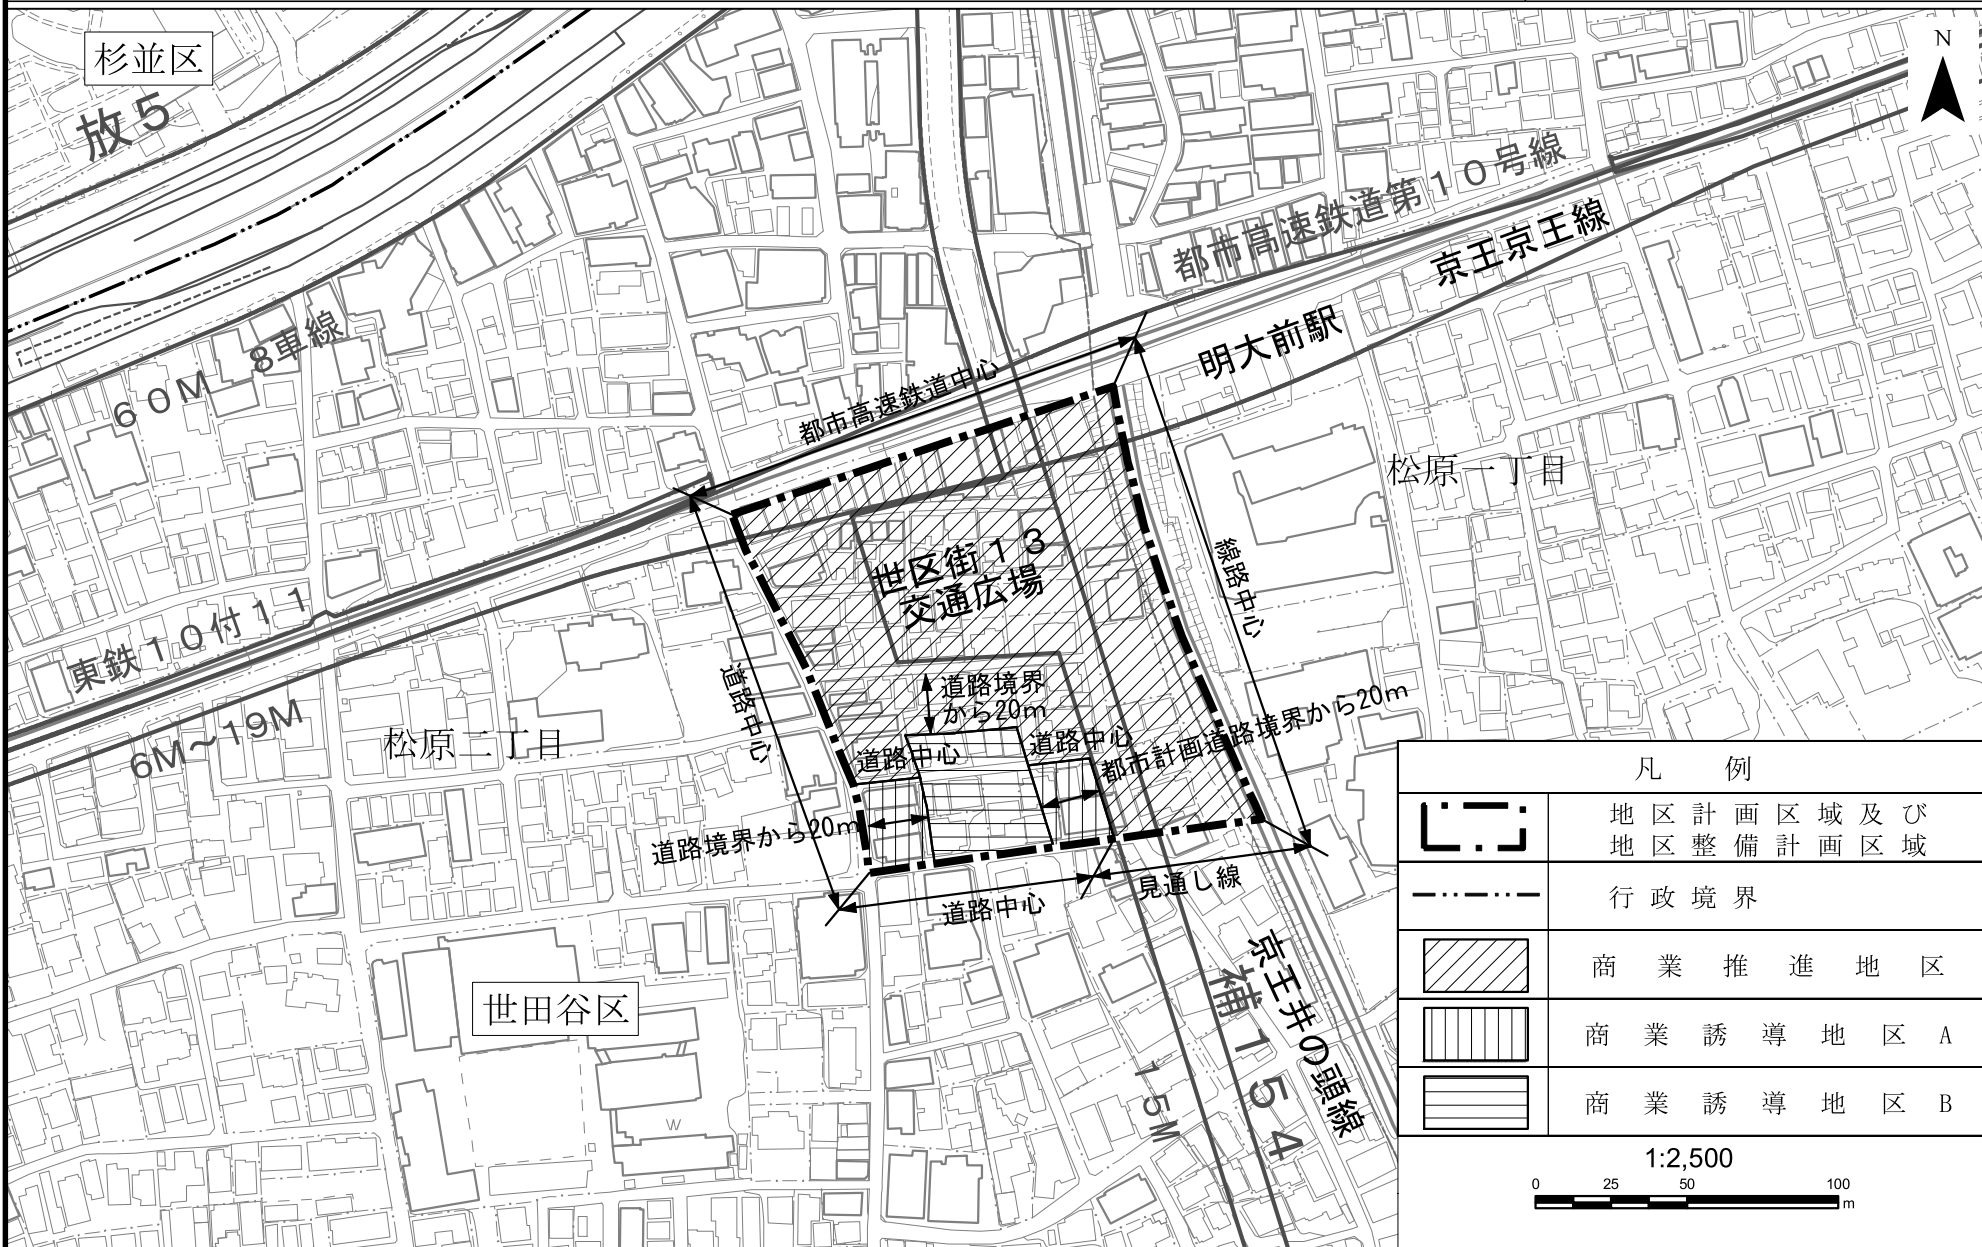 杉並区
放5
N
都市高速鉄道第10号線
京王京王線
明大前駅
60M 8車線
都市高速鉄道中心
松原一丁目
世区街13
交通広場
線路中心
東鉄10付11
6M～19M
松原二丁目
道路中心
道路境界
から20m
道路中心
道路中心
都市計画道路境界から20m
道路境界から20m
見通し線
道路中心
世田谷区
京王井の頭線
補154
15M
W
凡例
地区計画区域及び
地区整備計画区域
行政境界
商業推進地区
商業誘導地区A
商業誘導地区B
1:2,500
0 25 50 100
m